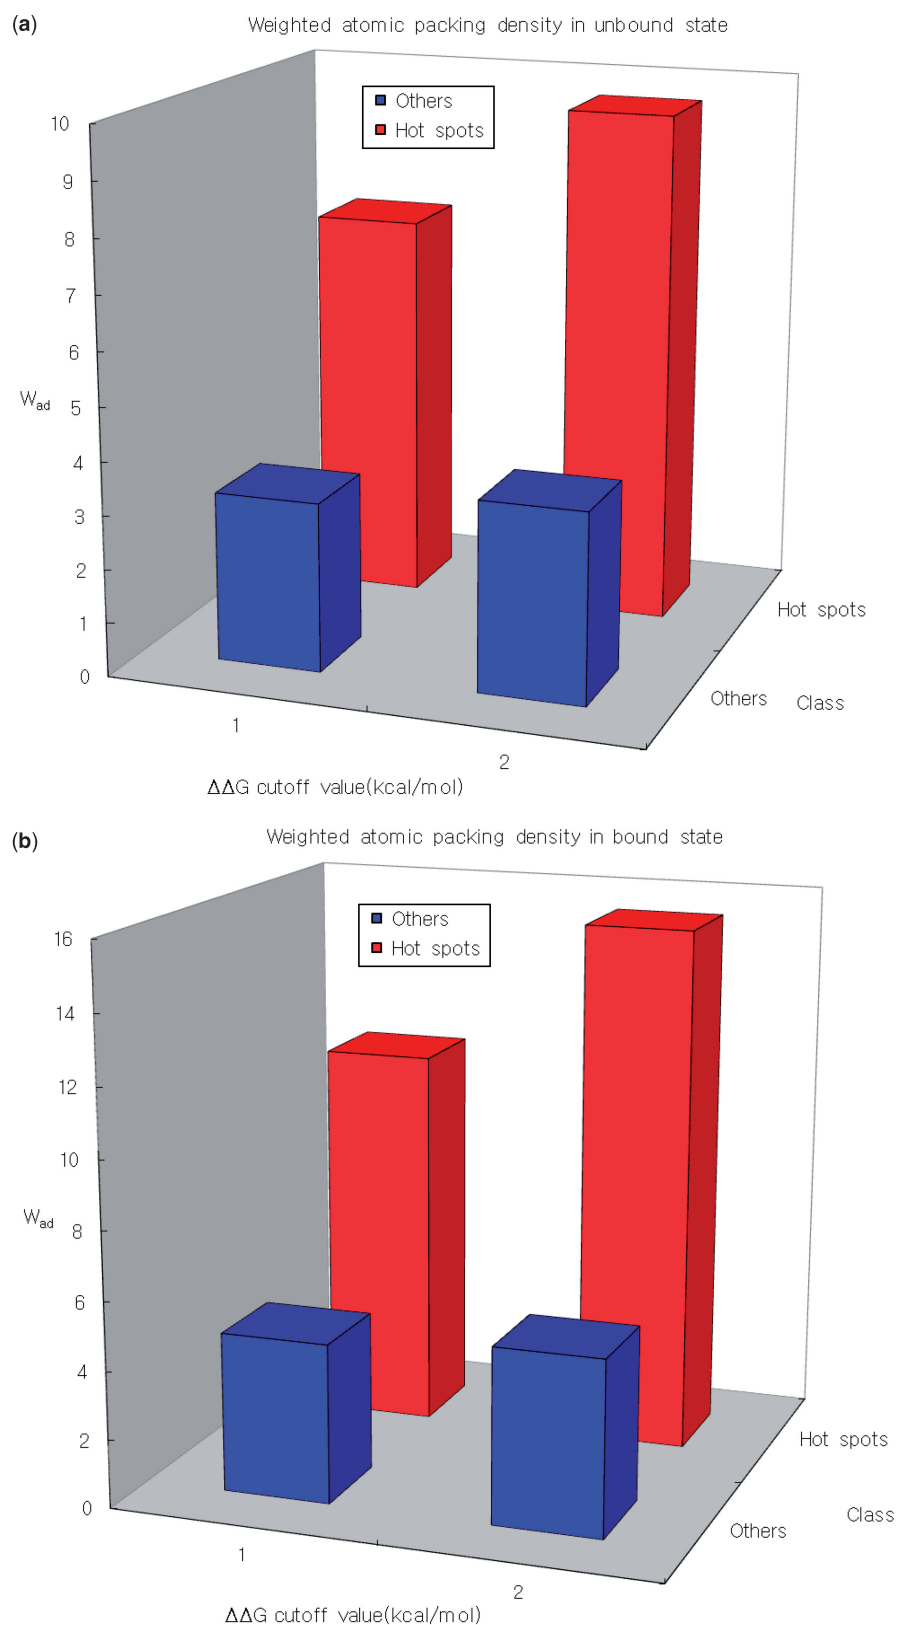 (a)
Weighted atomic packing density in unbound state
Others
Hot spots
10
9
8
7
6
W_ad 5
4
3
2
1
0
Hot spots
Others Class
1
2
ΔΔG cutoff value(kcal/mol)
(b)
Weighted atomic packing density in bound state
Others
Hot spots
16
14
12
10
W_ad 8
6
4
2
0
Hot spots
Class
Others
1
2
ΔΔG cutoff value(kcal/mol)